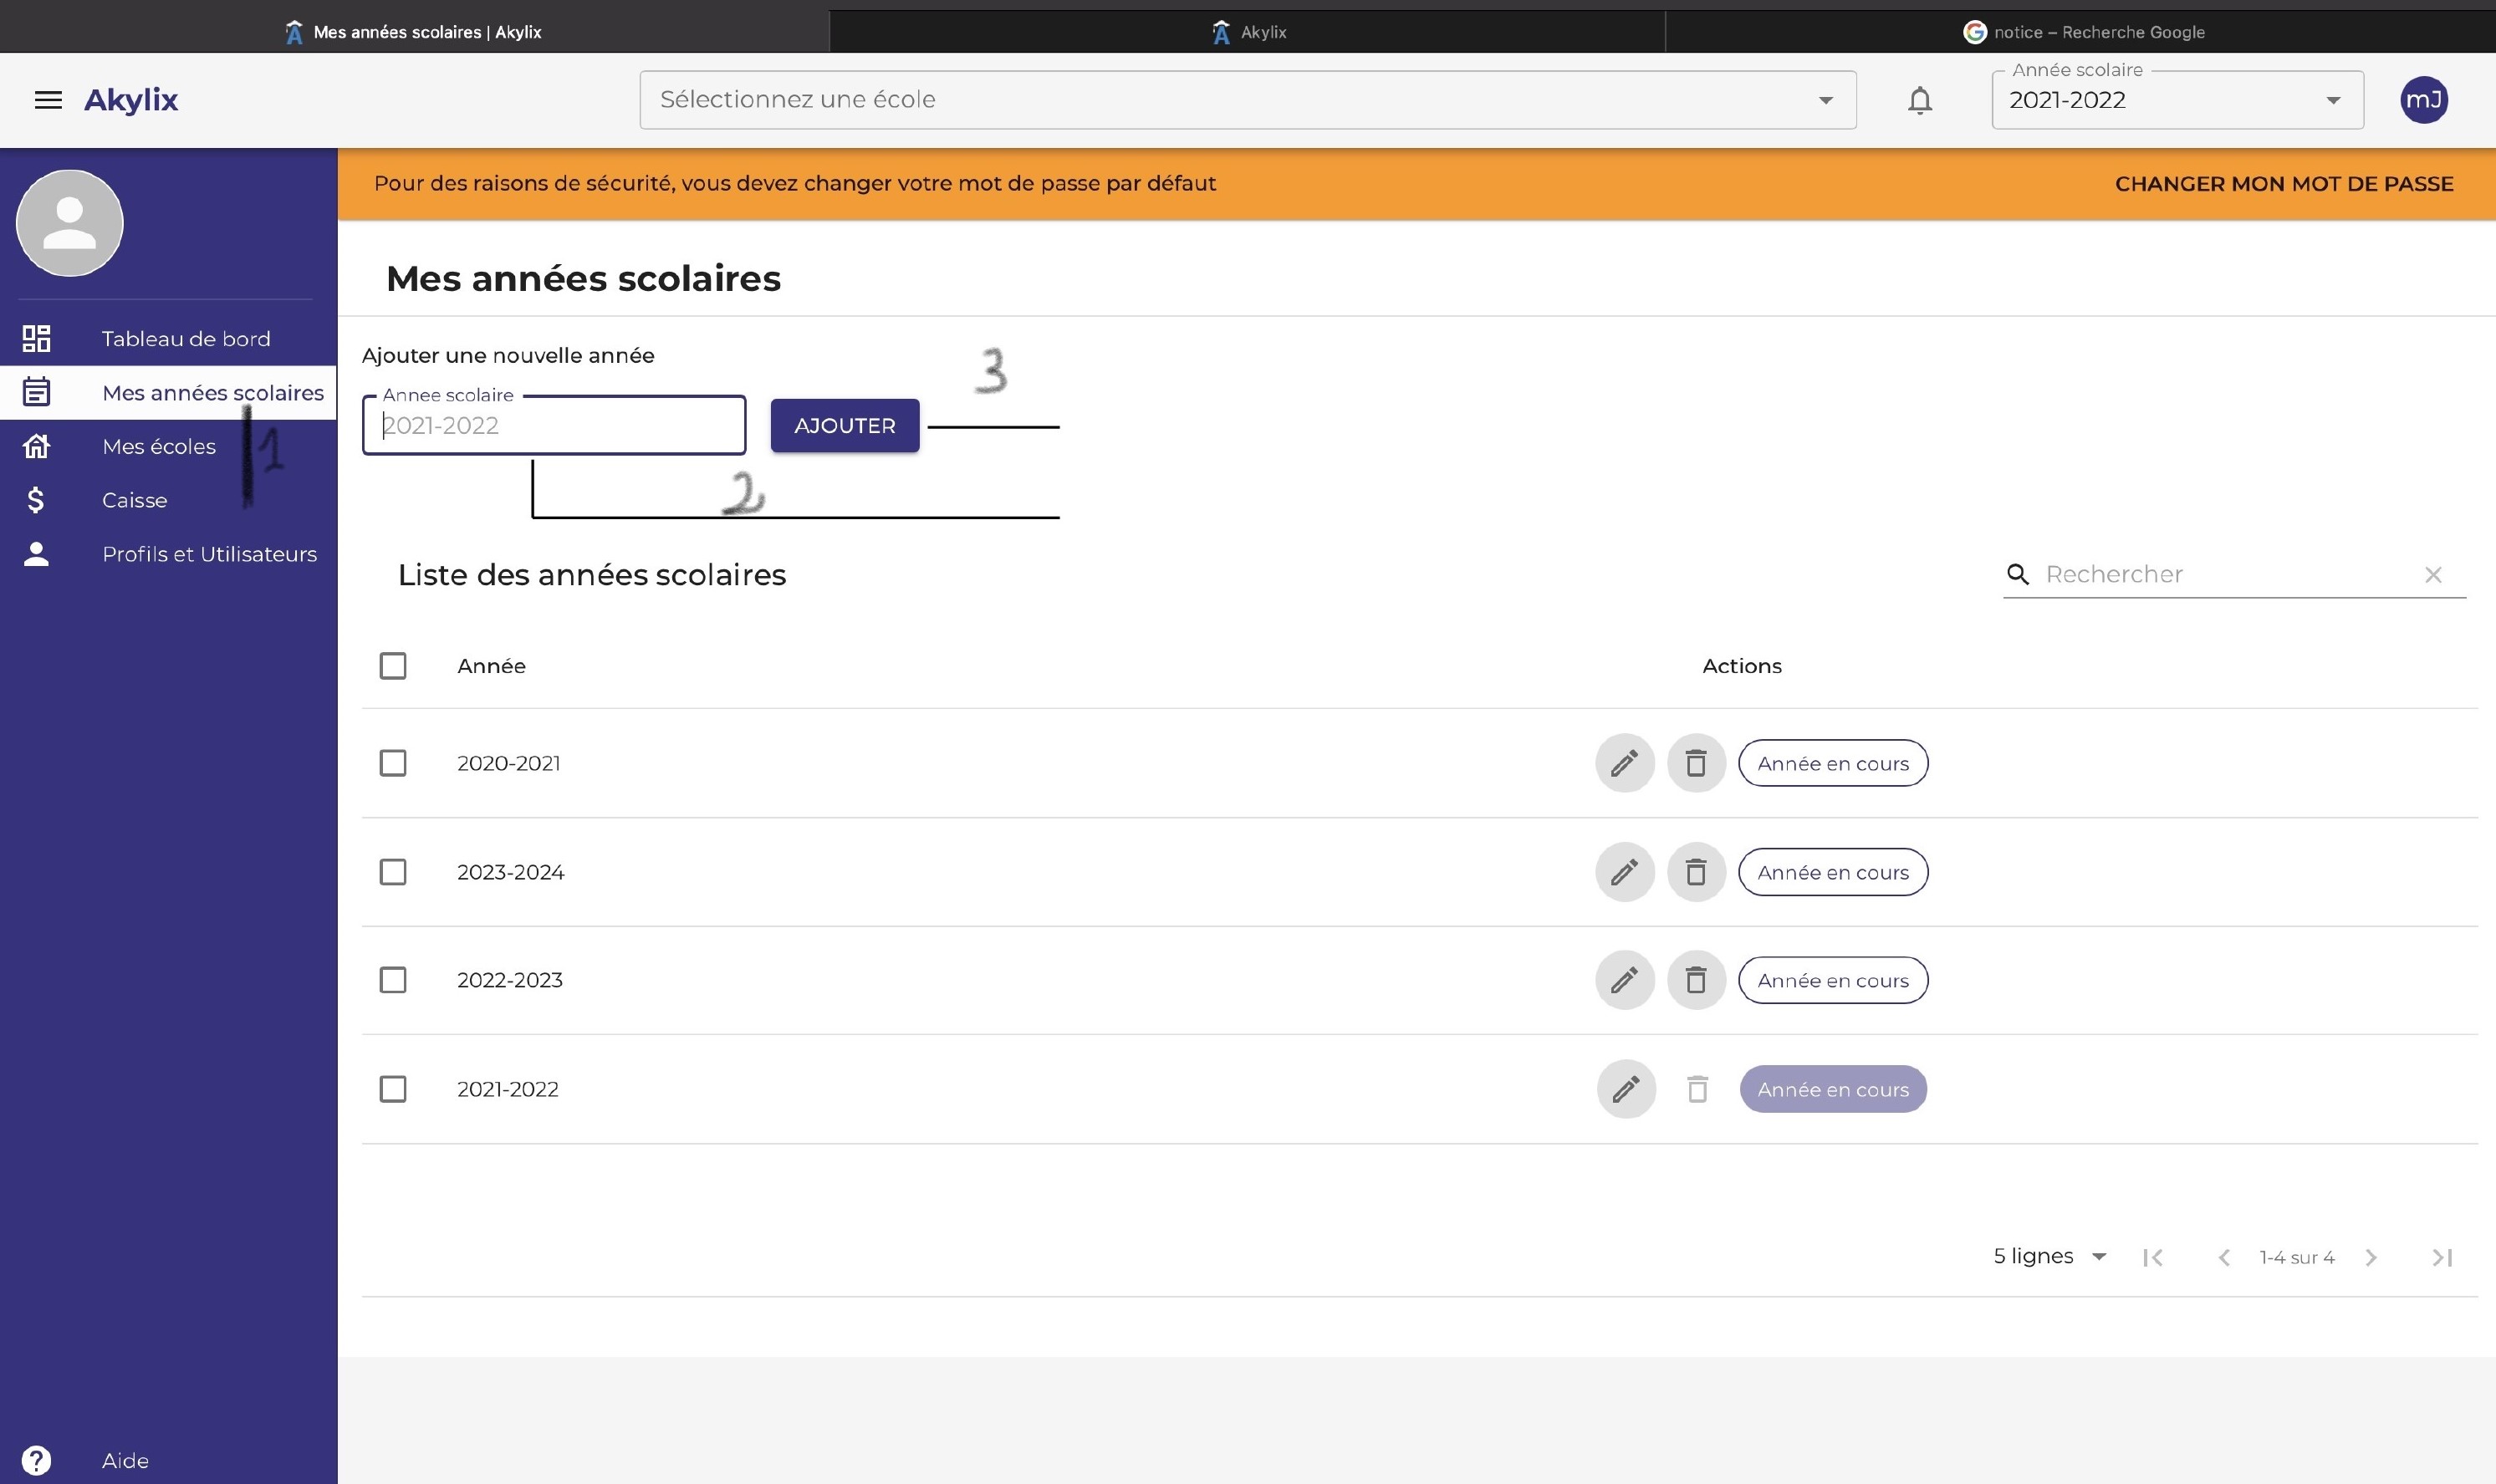 Mes années scolaires | Akylix
Akylix
notice – Recherche Google
Akylix
Sélectionnez une école
Année scolaire
2021-2022
mJ
Pour des raisons de sécurité, vous devez changer votre mot de passe par défaut
CHANGER MON MOT DE PASSE
Tableau de bord
Mes années scolaires
Mes écoles
Caisse
Profils et Utilisateurs
Aide
1
Mes années scolaires
Ajouter une nouvelle année
Annee scolaire
2021-2022
AJOUTER
3
2
Liste des années scolaires
Rechercher
Année
Actions
2020-2021
Année en cours
2023-2024
Année en cours
2022-2023
Année en cours
2021-2022
Année en cours
5 lignes
1-4 sur 4